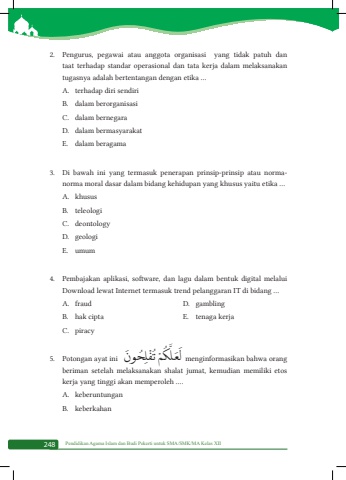 2. Pengurus, pegawai atau anggota organisasi yang tidak patuh dan
taat terhadap standar operasional dan tata kerja dalam melaksanakan
tugasnya adalah bertentangan dengan etika ...
A. terhadap diri sendiri
B. dalam berorganisasi
C. dalam bernegara
D. dalam bermasyarakat
E. dalam beragama
3. Di bawah ini yang termasuk penerapan prinsip-prinsip atau norma-
norma moral dasar dalam bidang kehidupan yang khusus yaitu etika ...
A. khusus
B. teleologi
C. deontology
D. geologi
E. umum
4. Pembajakan aplikasi, software, dan lagu dalam bentuk digital melalui
Download lewat Internet termasuk trend pelanggaran IT di bidang ...
A. fraud D. gambling
B. hak cipta E. tenaga kerja
C. piracy
5. Potongan ayat ini لَعَلَّكُمْ تُفْلِحُونَ menginformasikan bahwa orang
beriman setelah melaksanakan shalat jumat, kemudian memiliki etos
kerja yang tinggi akan memperoleh ....
A. keberuntungan
B. keberkahan
248 Pendidikan Agama Islam dan Budi Pekerti untuk SMA/SMK/MA Kelas XII